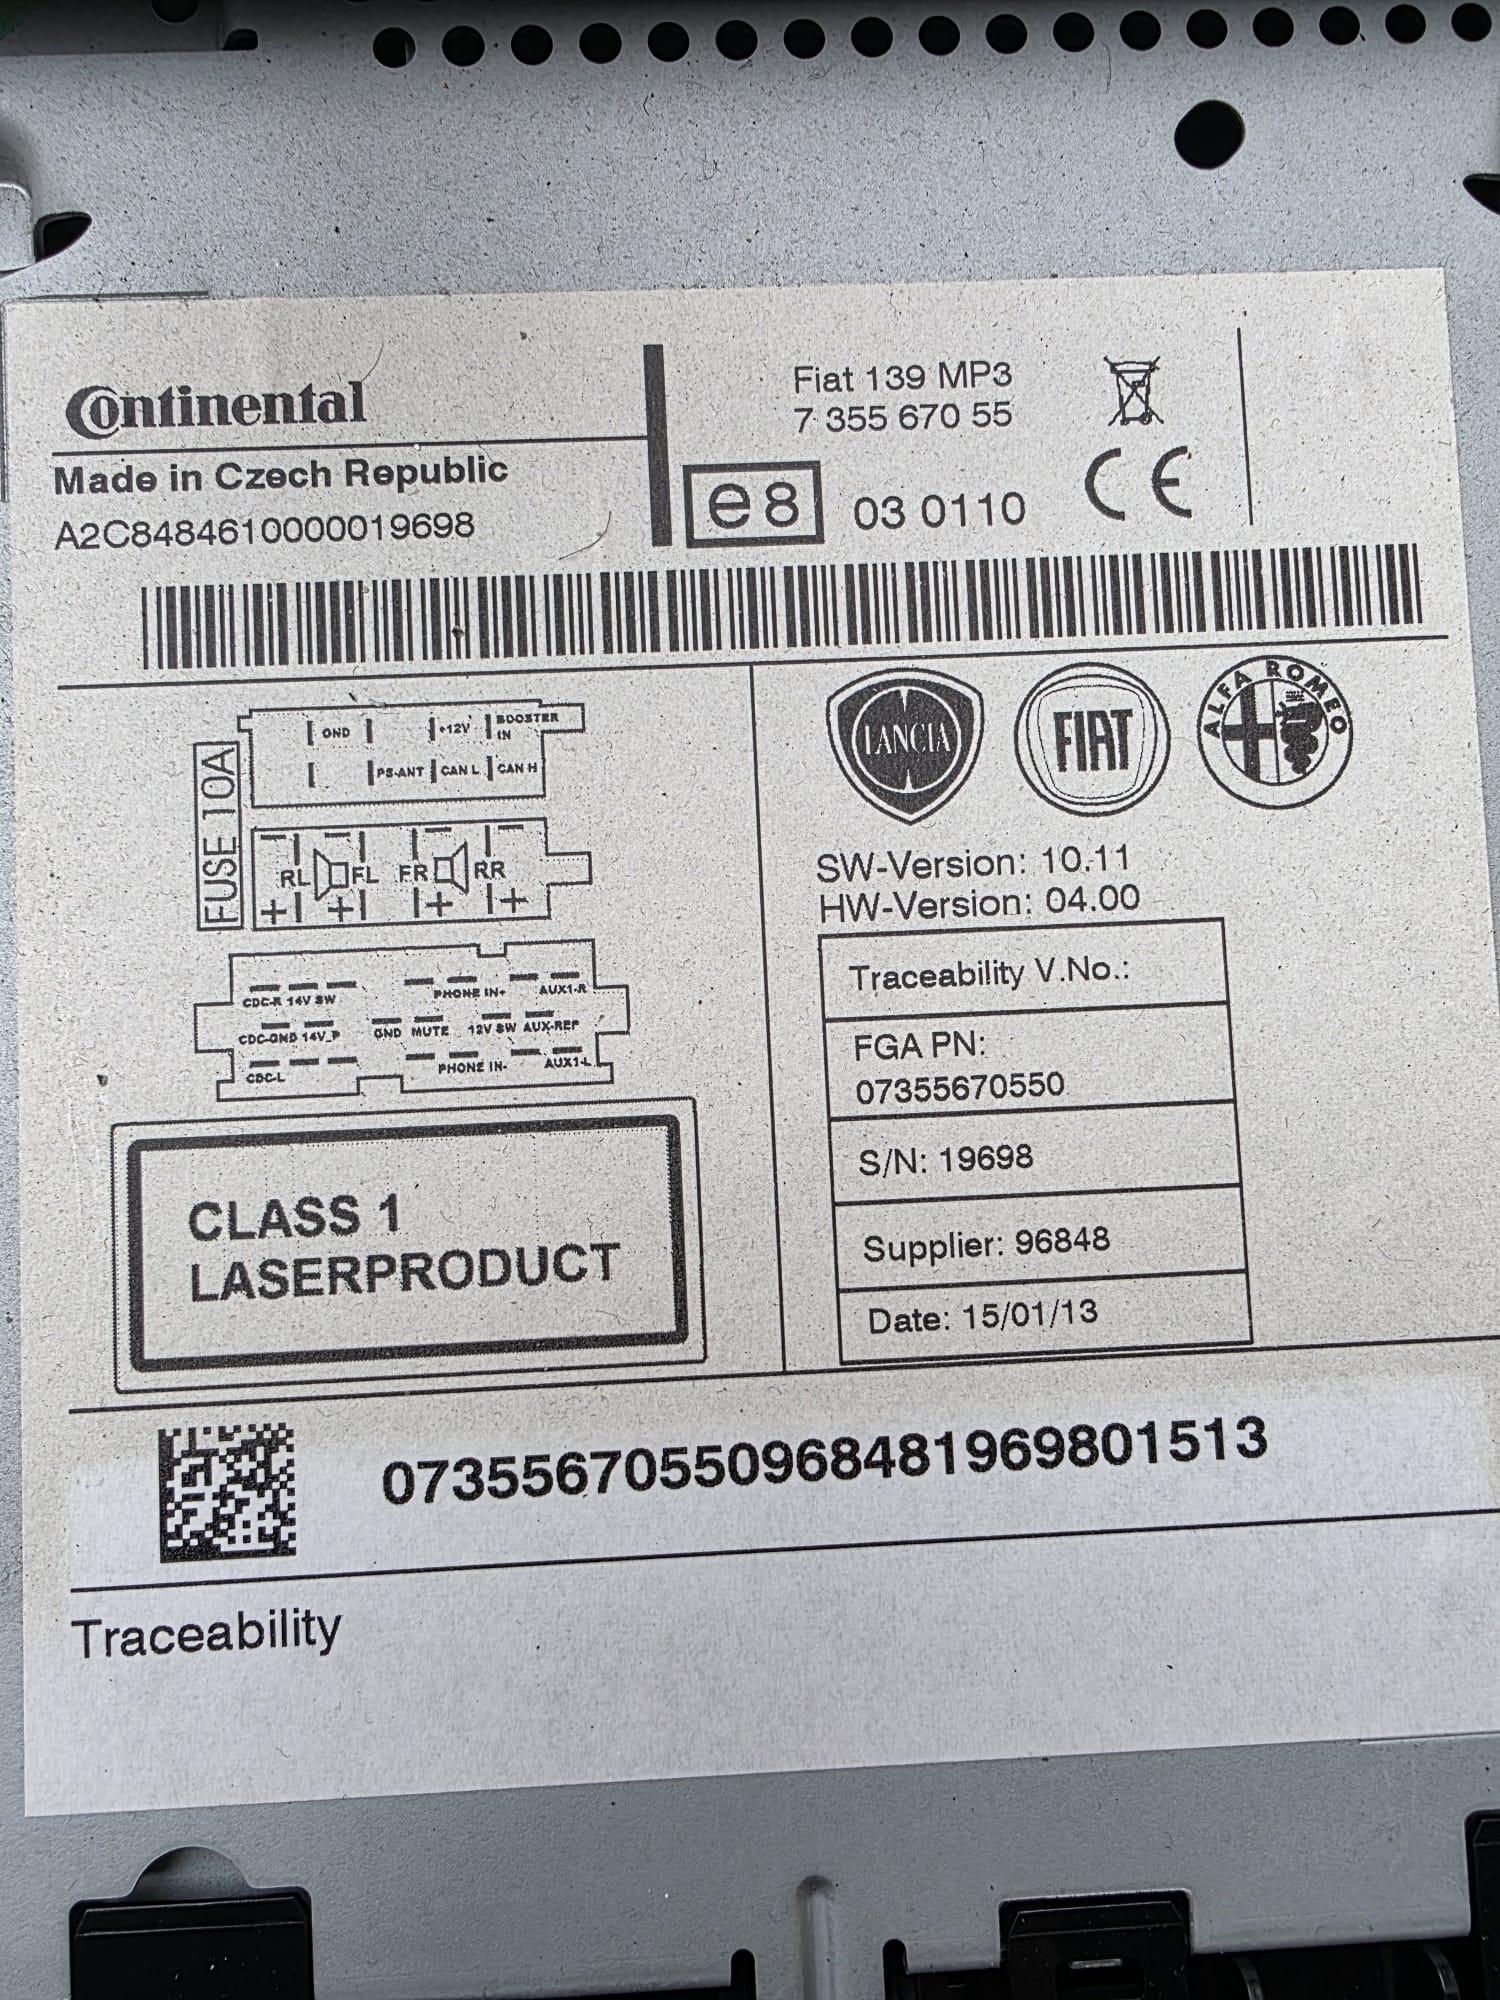 Continental
Made in Czech Republic
A2C8484610000019698
Fiat 139 MP3
7 355 670 55
e8 03 0110
CE
FUSE 10A
GND +12V BOOSTER IN
PS-ANT CAN L CAN H
RL FL FR RR
CDC-R 14V SW PHONE IN+ AUX1-R
CDC-GND 14V_P GND MUTE 12V SW AUX-REF
CDC-L PHONE IN- AUX1-L
LANCIA
FIAT
ALFA ROMEO
SW-Version: 10.11
HW-Version: 04.00
Traceability V.No.:
FGA PN:
07355670550
S/N: 19698
Supplier: 96848
Date: 15/01/13
CLASS 1
LASERPRODUCT
07355670550968481969801513
Traceability